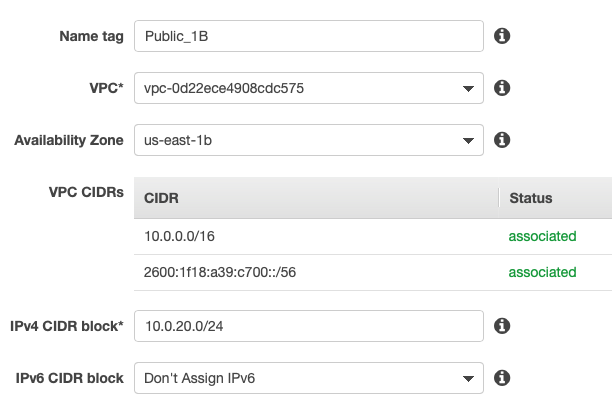 Name tag Public_1B
VPC* vpc-0d22ece4908cdc575
Availability Zone us-east-1b
VPC CIDRs CIDR Status
10.0.0.0/16 associated
2600:1f18:a39:c700::/56 associated
IPv4 CIDR block* 10.0.20.0/24
IPv6 CIDR block Don't Assign IPv6